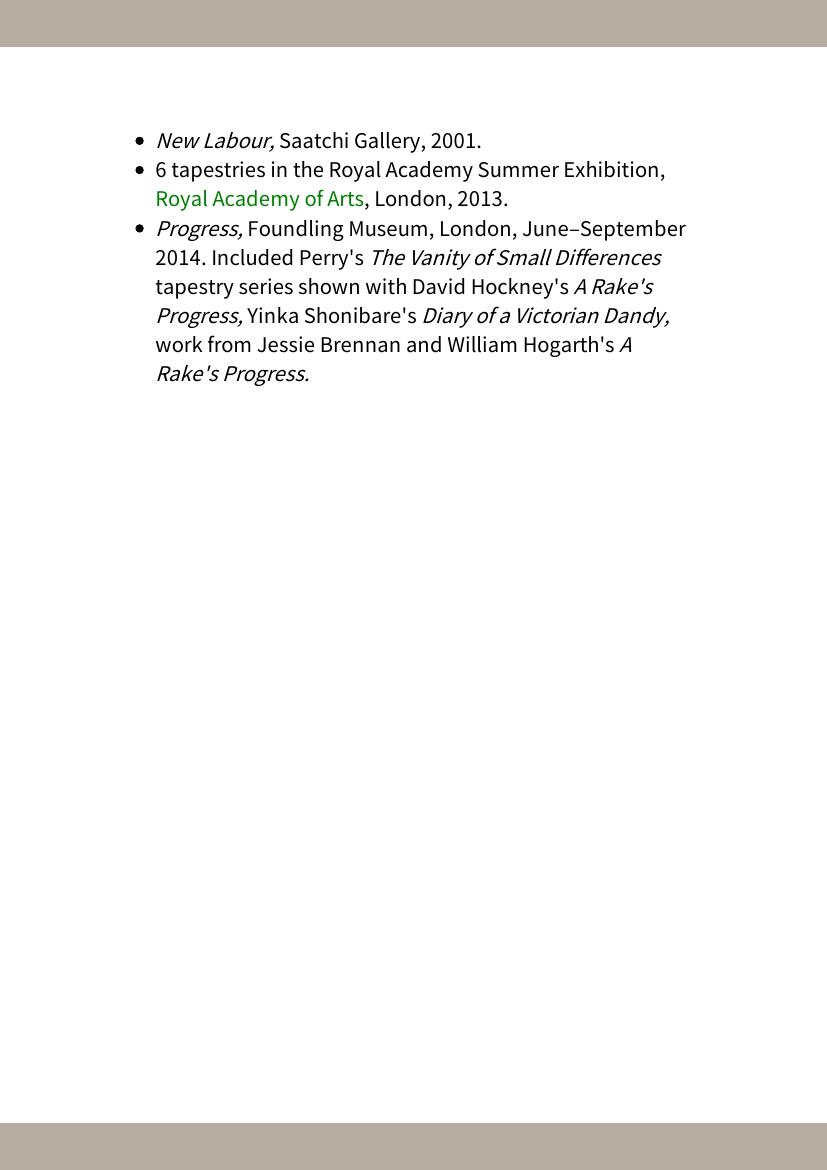 • New Labour, Saatchi Gallery, 2001.
• 6 tapestries in the Royal Academy Summer Exhibition,
Royal Academy of Arts, London, 2013.
• Progress, Foundling Museum, London, June–September
2014. Included Perry's The Vanity of Small Differences
tapestry series shown with David Hockney's A Rake's
Progress, Yinka Shonibare's Diary of a Victorian Dandy,
work from Jessie Brennan and William Hogarth's A
Rake's Progress.